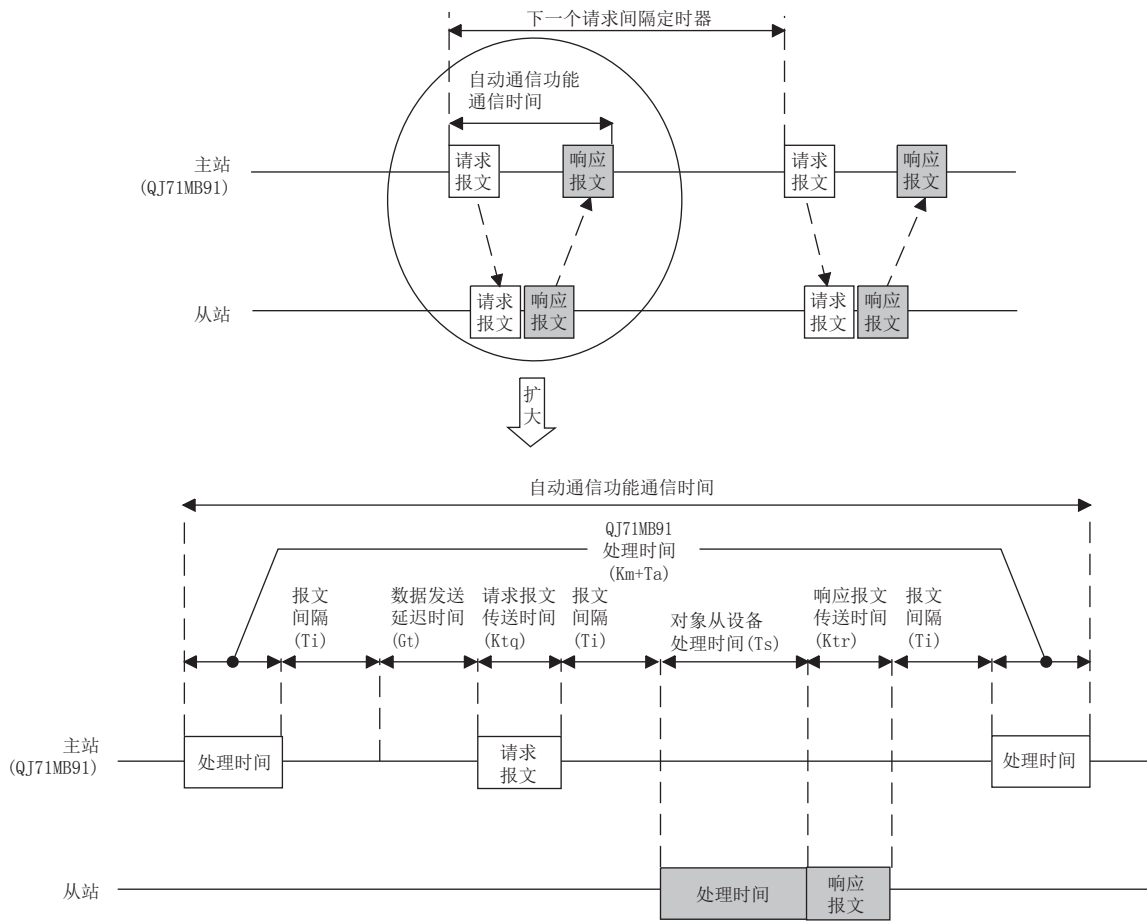 下一个请求间隔定时器
自动通信功能
通信时间
主站
(QJ71MB91)
请求
报文
响应
报文
请求
报文
响应
报文
从站
请求
报文
响应
报文
请求
报文
响应
报文
扩
大
自动通信功能通信时间
QJ71MB91
处理时间
(Km+Ta)
报文
间隔
(Ti)
数据发送
延迟时间
(Gt)
请求报文
传送时间
(Ktq)
报文
间隔
(Ti)
对象从设备
处理时间(Ts)
响应报文
传送时间
(Ktr)
报文
间隔
(Ti)
主站
(QJ71MB91)
处理时间
请求
报文
处理时间
从站
处理时间
响应
报文